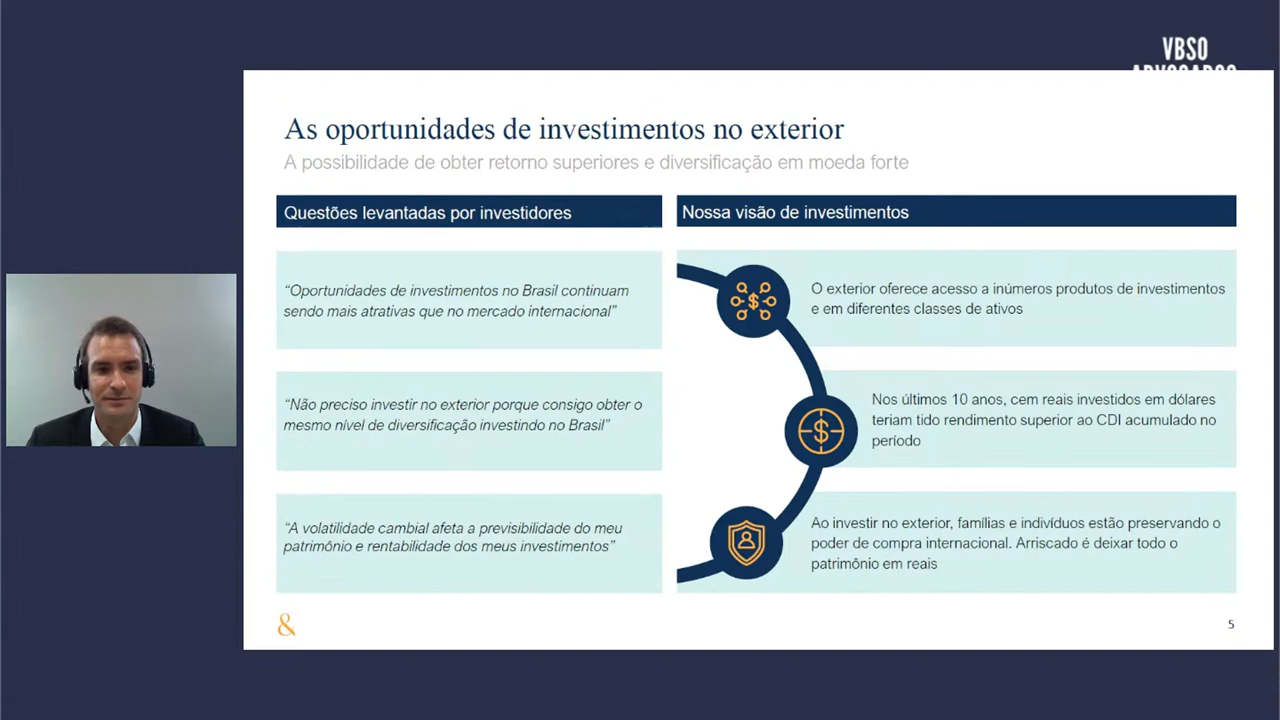 VBSO
ADVOGADOS
As oportunidades de investimentos no exterior
A possibilidade de obter retorno superiores e diversificação em moeda forte
Questões levantadas por investidores
Nossa visão de investimentos
“Oportunidades de investimentos no Brasil continuam
sendo mais atrativas que no mercado internacional”
O exterior oferece acesso a inúmeros produtos de investimentos
e em diferentes classes de ativos
“Não preciso investir no exterior porque consigo obter o
mesmo nível de diversificação investindo no Brasil”
Nos últimos 10 anos, cem reais investidos em dólares
teriam tido rendimento superior ao CDI acumulado no
período
“A volatilidade cambial afeta a previsibilidade do meu
patrimônio e rentabilidade dos meus investimentos”
Ao investir no exterior, famílias e indivíduos estão preservando o
poder de compra internacional. Arriscado é deixar todo o
patrimônio em reais
&
5